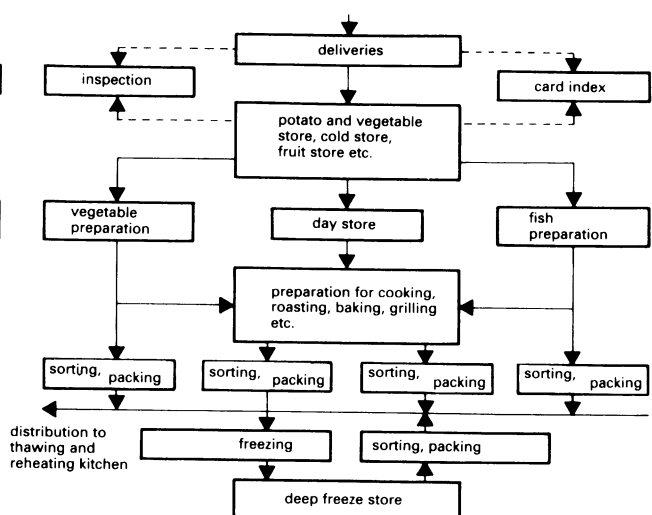 deliveries
inspection
card index
potato and vegetable
store, cold store,
fruit store etc.
vegetable
preparation
day store
fish
preparation
preparation for cooking,
roasting, baking, grilling
etc.
sorting,
packing
sorting,
packing
sorting,
packing
sorting,
packing
distribution to
thawing and
reheating kitchen
freezing
sorting, packing
deep freeze store